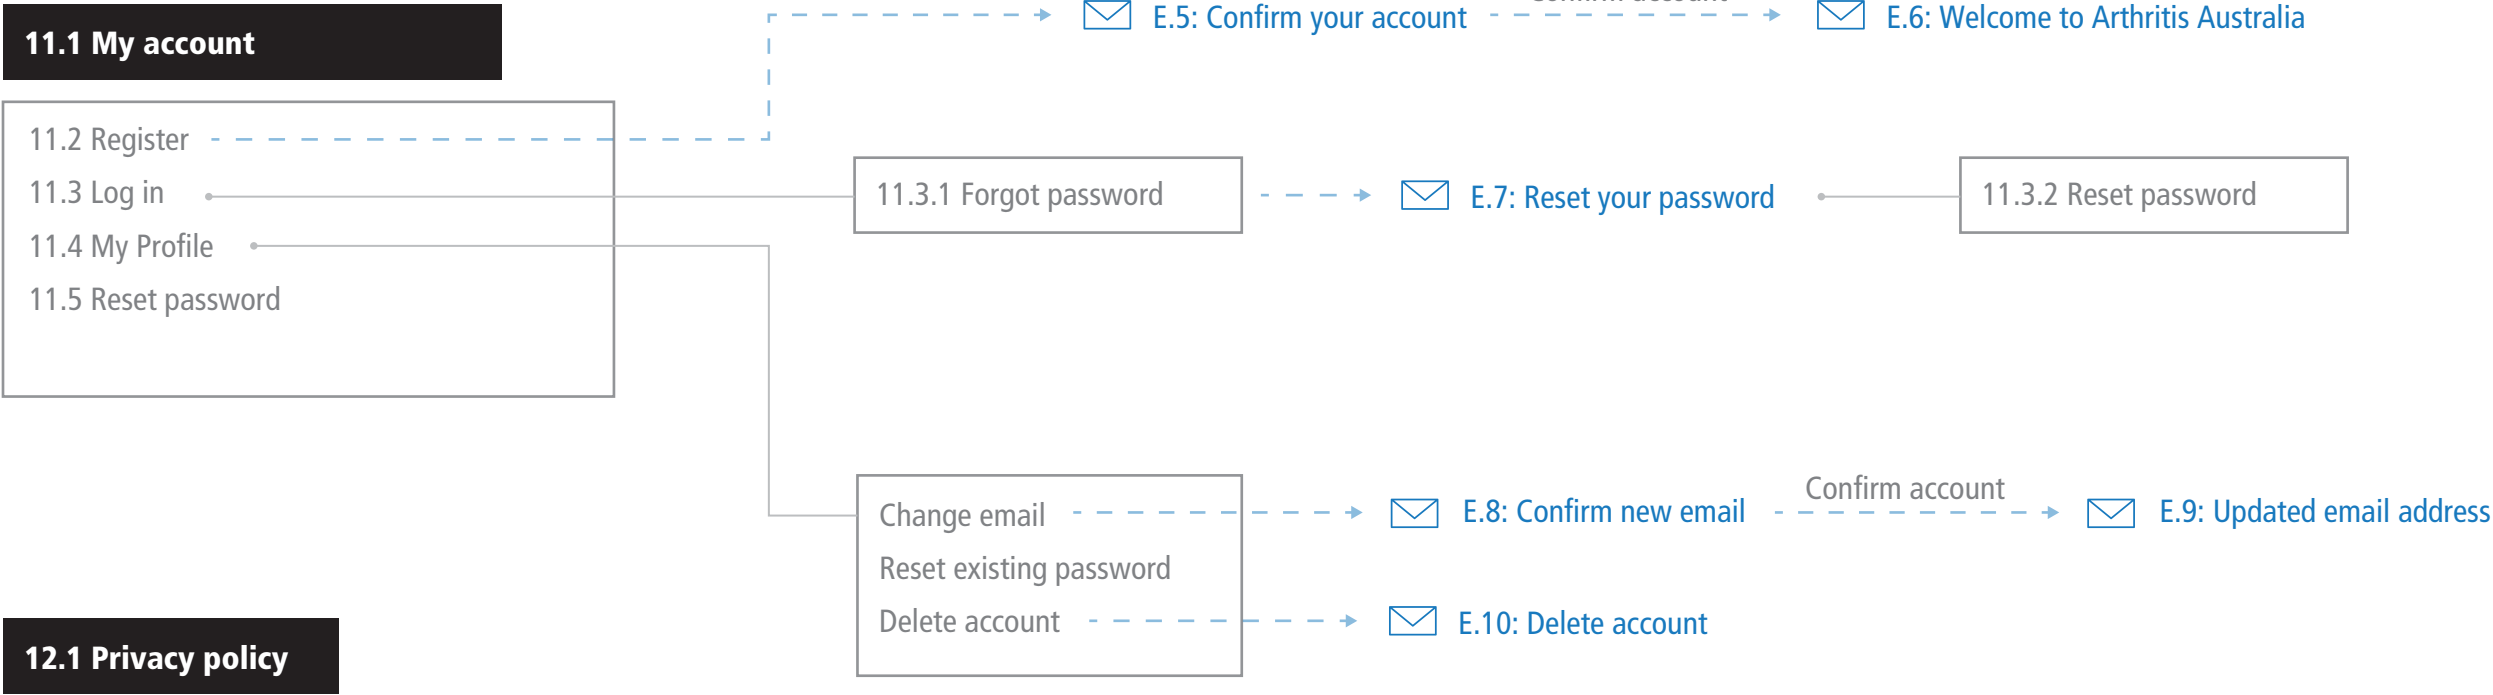 Confirm account
E.5: Confirm your account
E.6: Welcome to Arthritis Australia
11.1 My account
11.2 Register
11.3 Log in
11.4 My Profile
11.5 Reset password
11.3.1 Forgot password
E.7: Reset your password
11.3.2 Reset password
Change email
E.8: Confirm new email
Confirm account
E.9: Updated email address
Reset existing password
Delete account
E.10: Delete account
12.1 Privacy policy